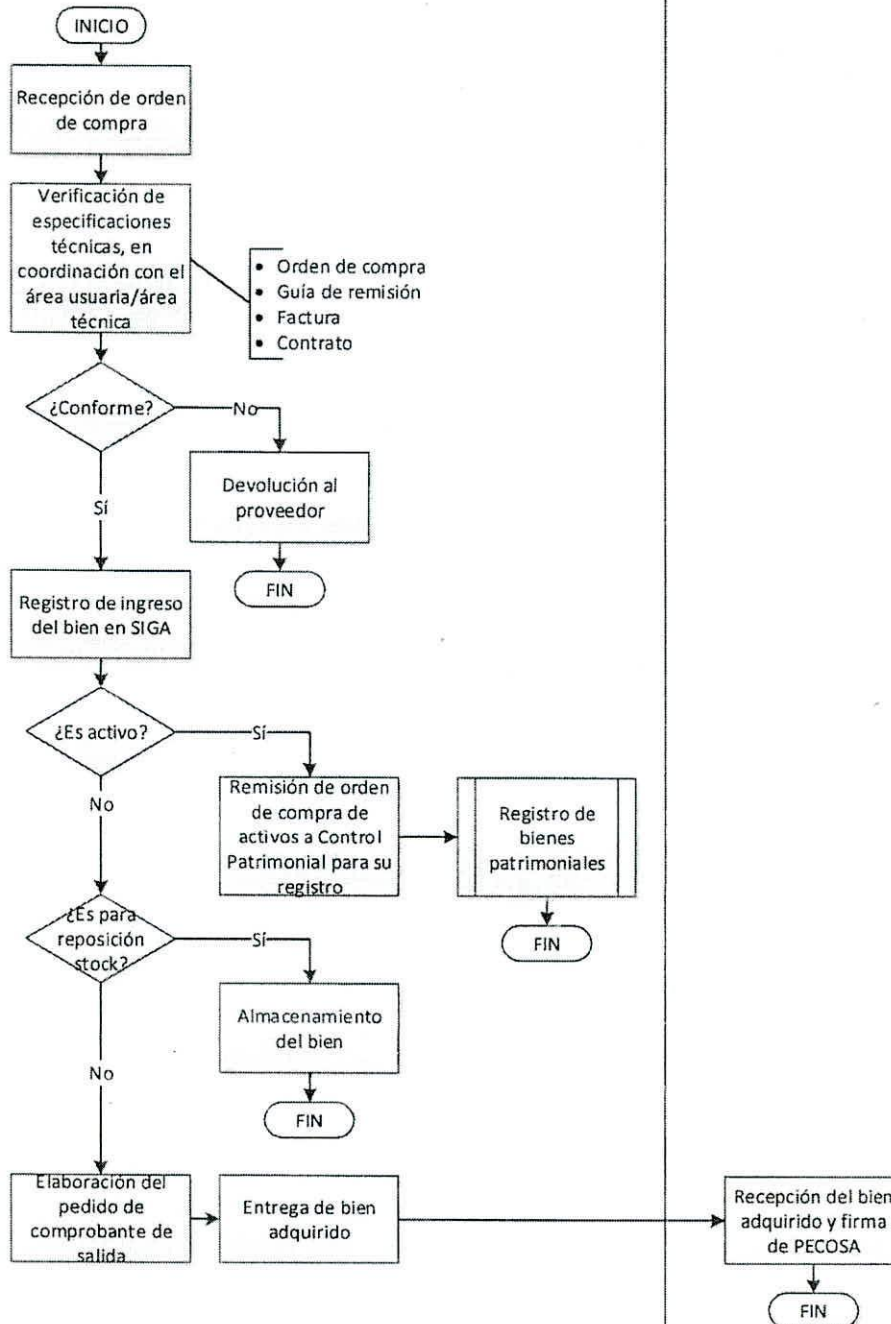 INICIO
Recepción de orden
de compra
Verificación de
especificaciones
técnicas, en
coordinación con el
área usuaria/área
técnica
• Orden de compra
• Guía de remisión
• Factura
• Contrato
¿Conforme?
No
Devolución al
proveedor
FIN
Sí
Registro de ingreso
del bien en SIGA
¿Es activo?
Sí
Remisión de orden
de compra de
activos a Control
Patrimonial para su
registro
Registro de
bienes
patrimoniales
FIN
No
¿Es para
reposición
stock?
Sí
Almacenamiento
del bien
FIN
No
Elaboración del
pedido de
comprobante de
salida
Entrega de bien
adquirido
Recepción del bien
adquirido y firma
de PECOSA
FIN